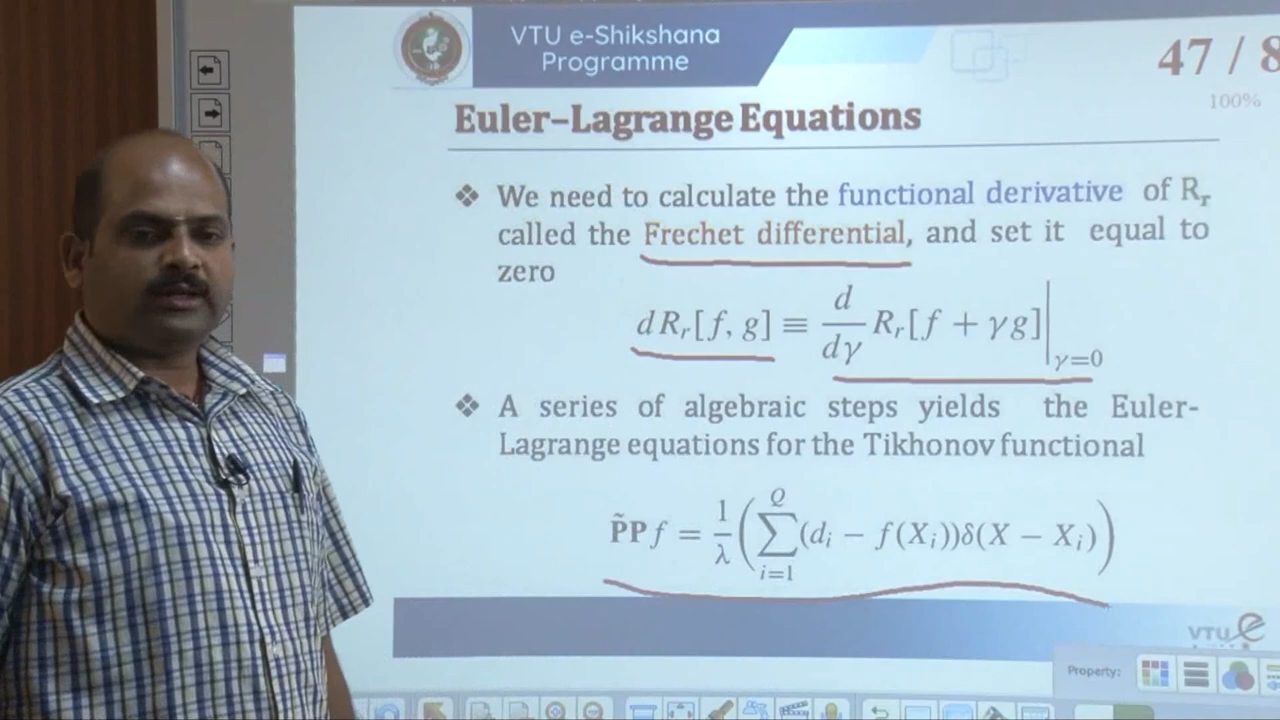 VTU e-Shikshana
Programme
47 / 8
100%
Euler–Lagrange Equations
❖ We need to calculate the functional derivative of Rᵣ
called the Frechet differential, and set it equal to
zero
dRᵣ[f, g] ≡ d/dγ Rᵣ[f + γg]|γ=0
❖ A series of algebraic steps yields the Euler-
Lagrange equations for the Tikhonov functional
P̃Pf = 1/λ (∑_{i=1}^{Q} (dᵢ − f(Xᵢ))δ(X − Xᵢ))
VTU e
Property: